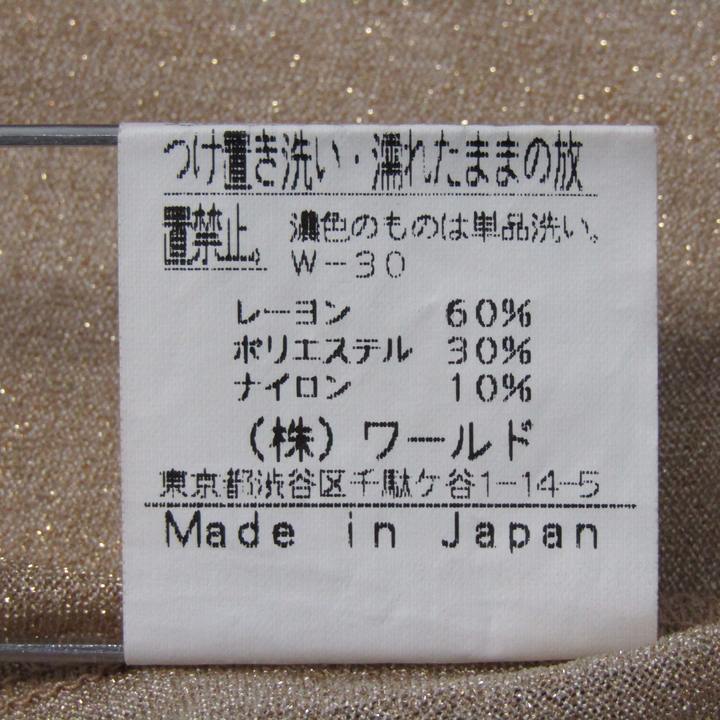 つけ置き洗い・濡れたままの放
置禁止。 濃色のものは単品洗い。
W-30
レーヨン 60%
ポリエステル 30%
ナイロン 10%
(株)ワールド
東京都渋谷区千駄ケ谷1-14-5
Made in Japan